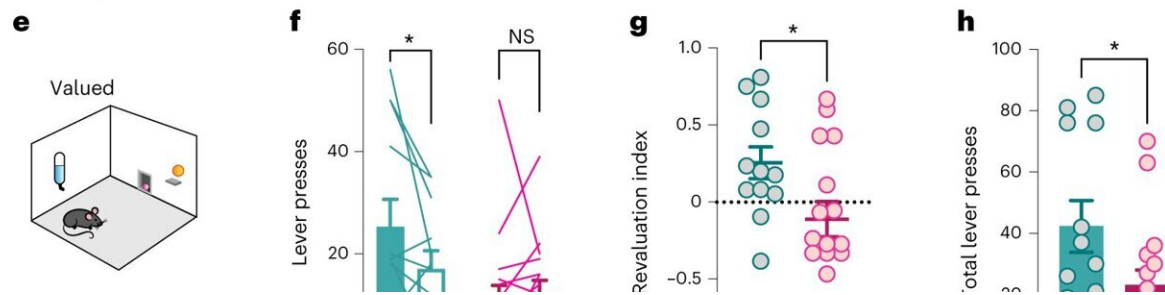 e
Valued
f
Lever presses
60
40
20
*
NS
g
Revaluation index
1.0
0.5
0
–0.5
*
h
lever presses
100
80
60
40
*